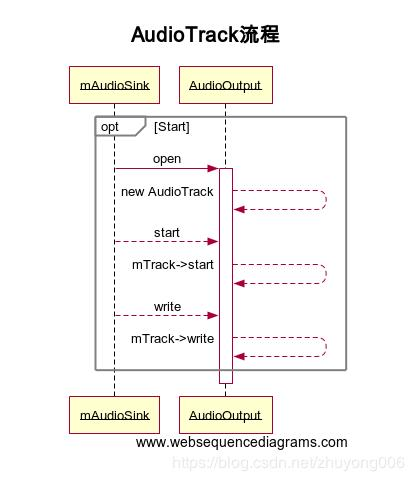 AudioTrack流程
mAudioSink AudioOutput
opt [Start]
open
new AudioTrack
start
mTrack->start
write
mTrack->write
mAudioSink AudioOutput
www.websequencediagrams.com
https://blog.csdn.net/zhuyong006